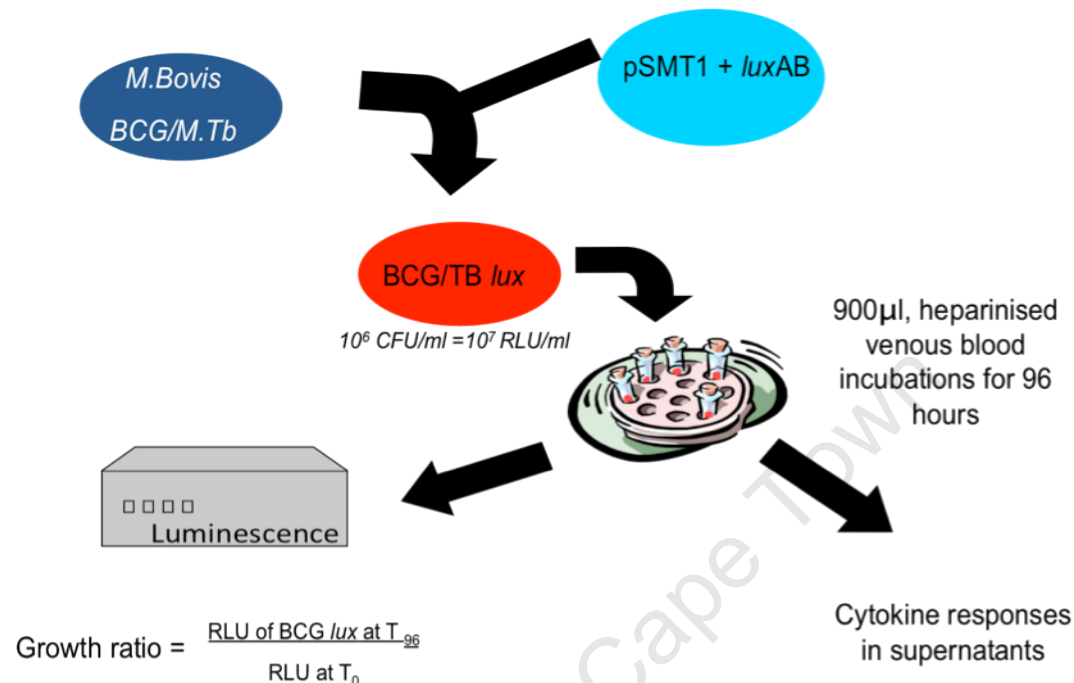 M.Bovis
BCG/M.Tb
pSMT1 + luxAB
BCG/TB lux
10⁶ CFU/ml =10⁷ RLU/ml
900µl, heparinised
venous blood
incubations for 96
hours
Luminescence
Growth ratio =
RLU of BCG lux at T₉₆
RLU at T₀
Cytokine responses
in supernatants
Cape Town